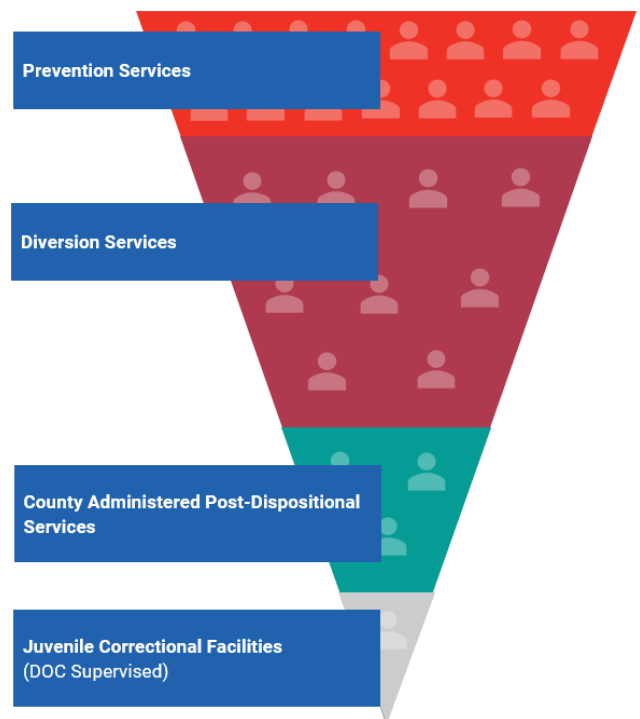 Prevention Services
Diversion Services
County Administered Post-Dispositional
Services
Juvenile Correctional Facilities
(DOC Supervised)